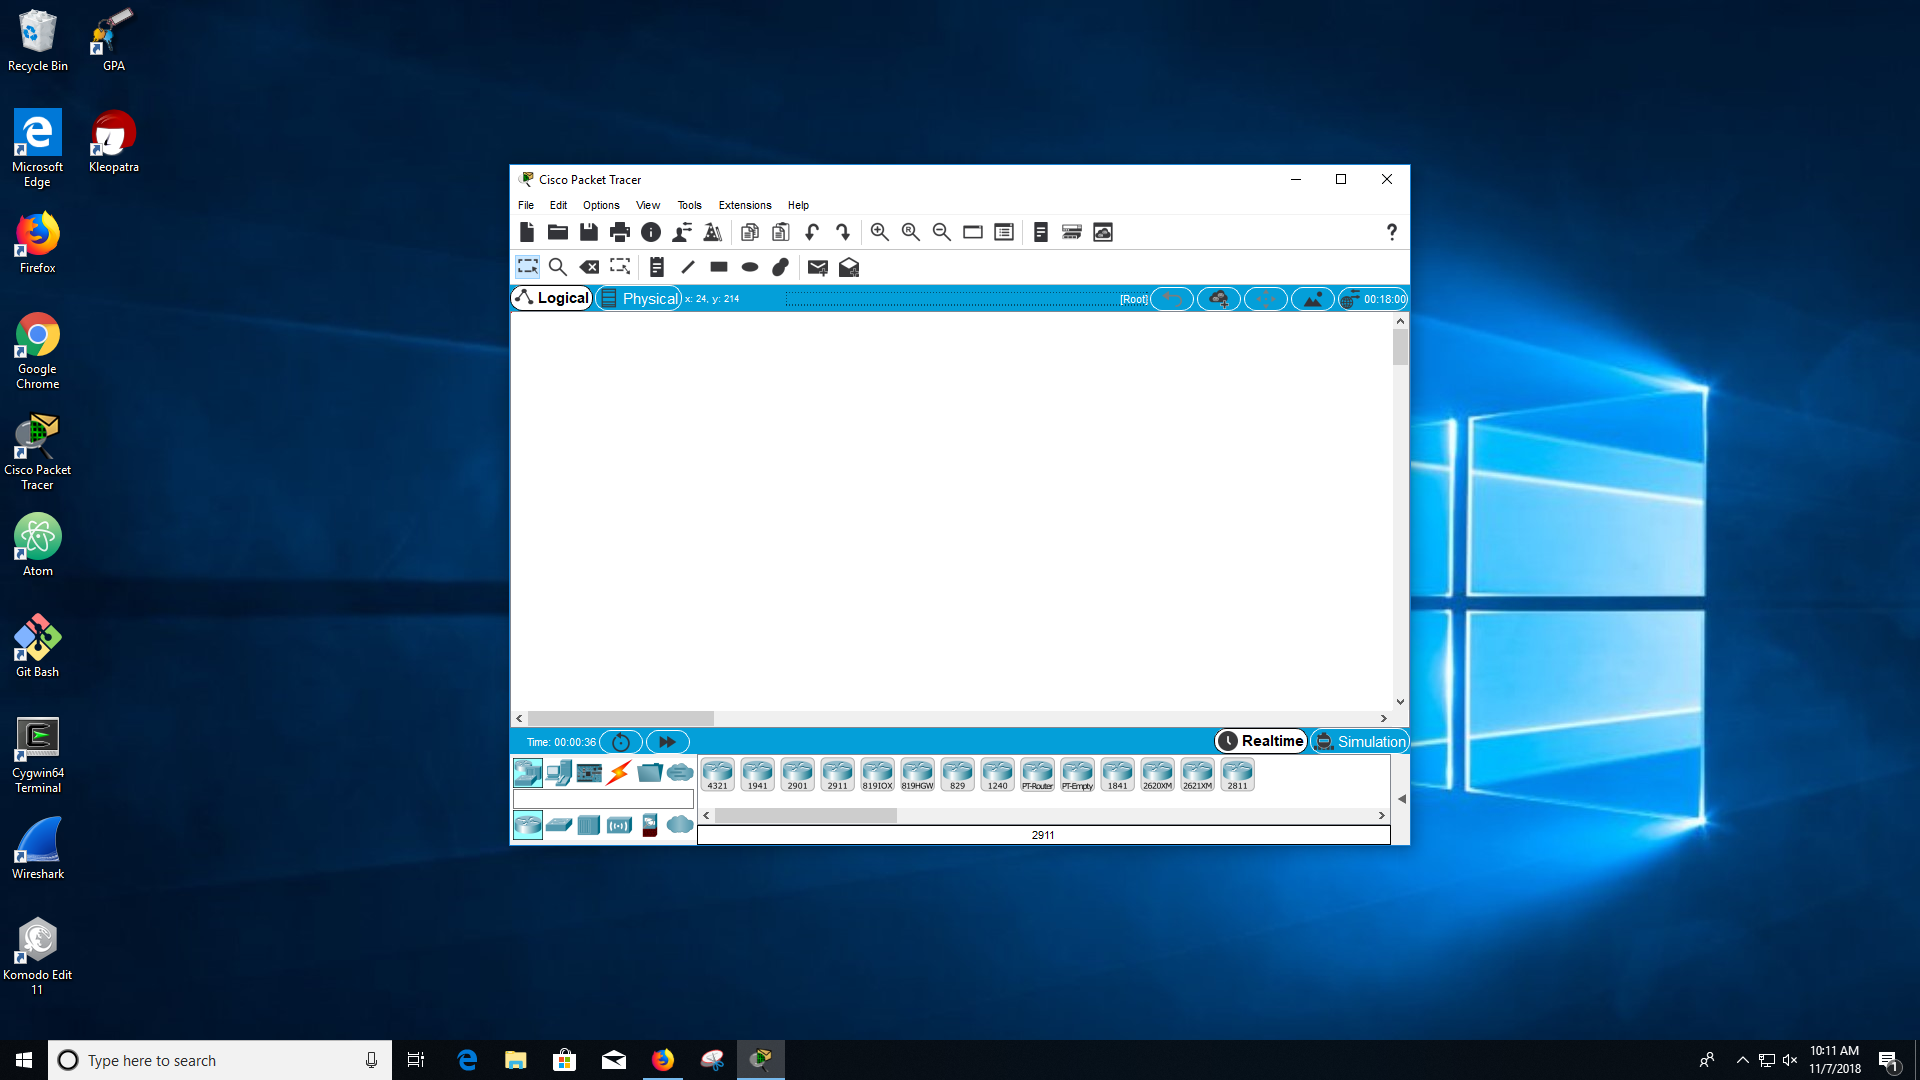 Recycle Bin
GPA
Microsoft
Edge
Kleopatra
Firefox
Google
Chrome
Cisco Packet
Tracer
Atom
Git Bash
Cygwin64
Terminal
Wireshark
Komodo Edit
11
Cisco Packet Tracer
File Edit Options View Tools Extensions Help
Logical Physical x: 24, y: 214 [Root] 00:18:00
Time: 00:00:36 Realtime Simulation
4321 1941 2901 2911 819IOX 819HGW 829 1240 PT-Router PT-Empty 1841 2620XM 2621XM 2811
2911
Type here to search
10:11 AM
11/7/2018
1